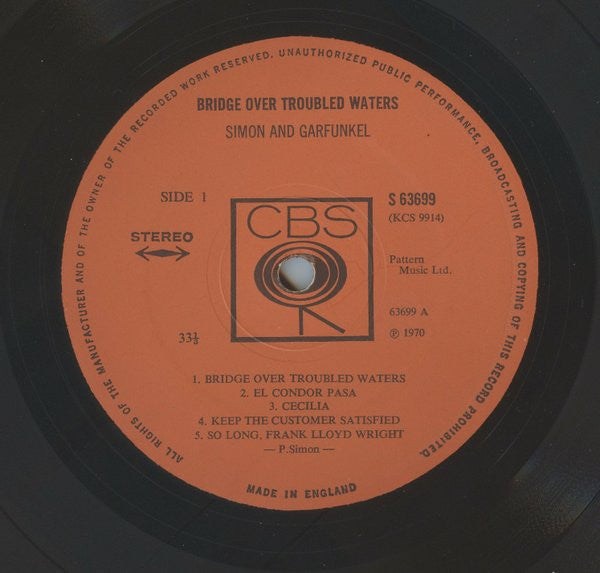 ALL RIGHTS OF THE MANUFACTURER AND OF THE OWNER OF THE RECORDED WORK RESERVED. UNAUTHORIZED PUBLIC PERFORMANCE, BROADCASTING AND COPYING OF THIS RECORD PROHIBITED.
BRIDGE OVER TROUBLED WATERS
SIMON AND GARFUNKEL
SIDE 1
S 63699
(KCS 9914)
CBS
STEREO
Pattern
Music Ltd.
63699 A
33⅓
℗ 1970
1. BRIDGE OVER TROUBLED WATERS
2. EL CONDOR PASA
3. CECILIA
4. KEEP THE CUSTOMER SATISFIED
5. SO LONG, FRANK LLOYD WRIGHT
— P.Simon —
MADE IN ENGLAND